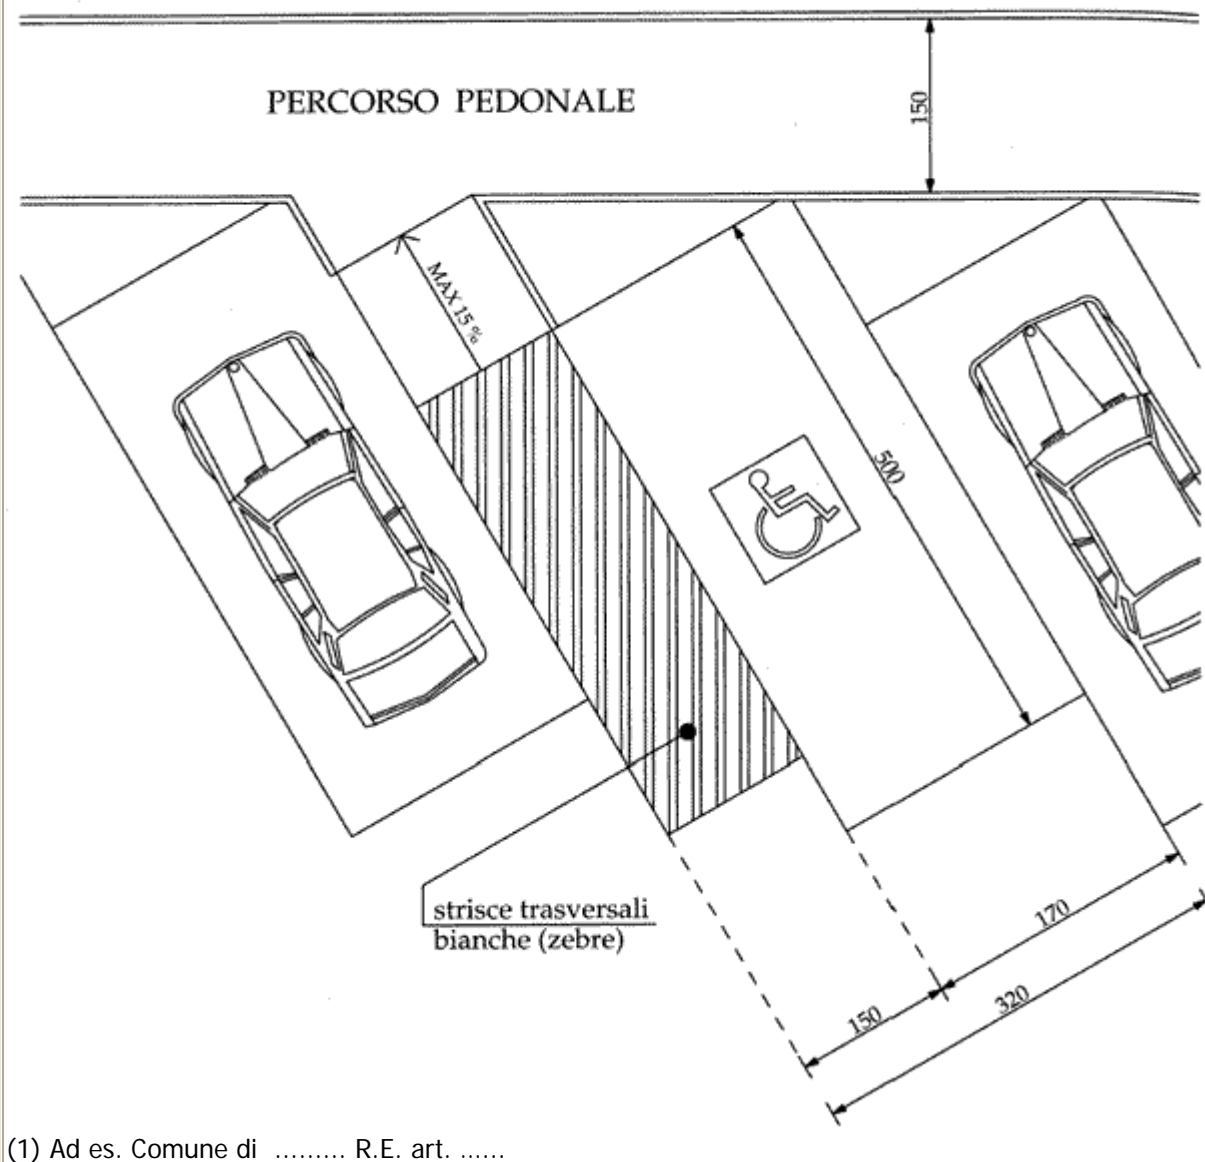 PERCORSO PEDONALE
150
MAX 15 %
500
strisce trasversali
bianche (zebre)
170
320
150
(1) Ad es. Comune di ......... R.E. art. ......